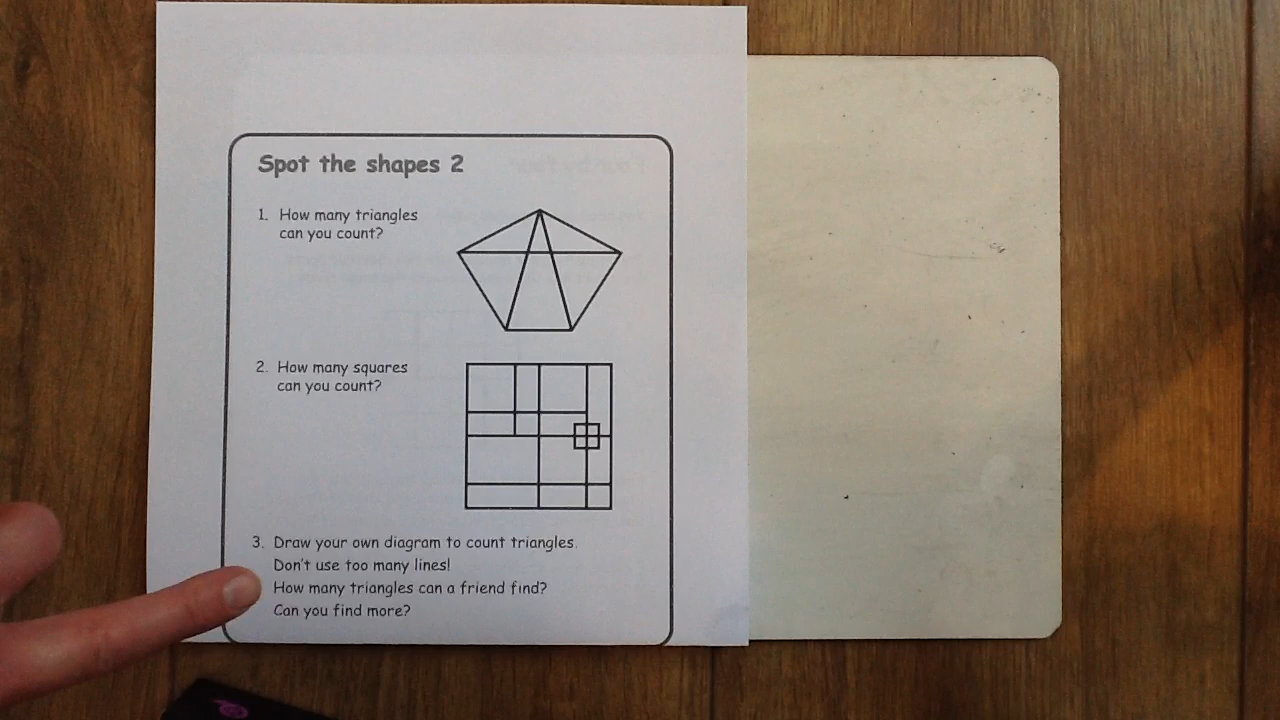 Spot the shapes 2
1. How many triangles
can you count?
2. How many squares
can you count?
3. Draw your own diagram to count triangles.
Don't use too many lines!
How many triangles can a friend find?
Can you find more?